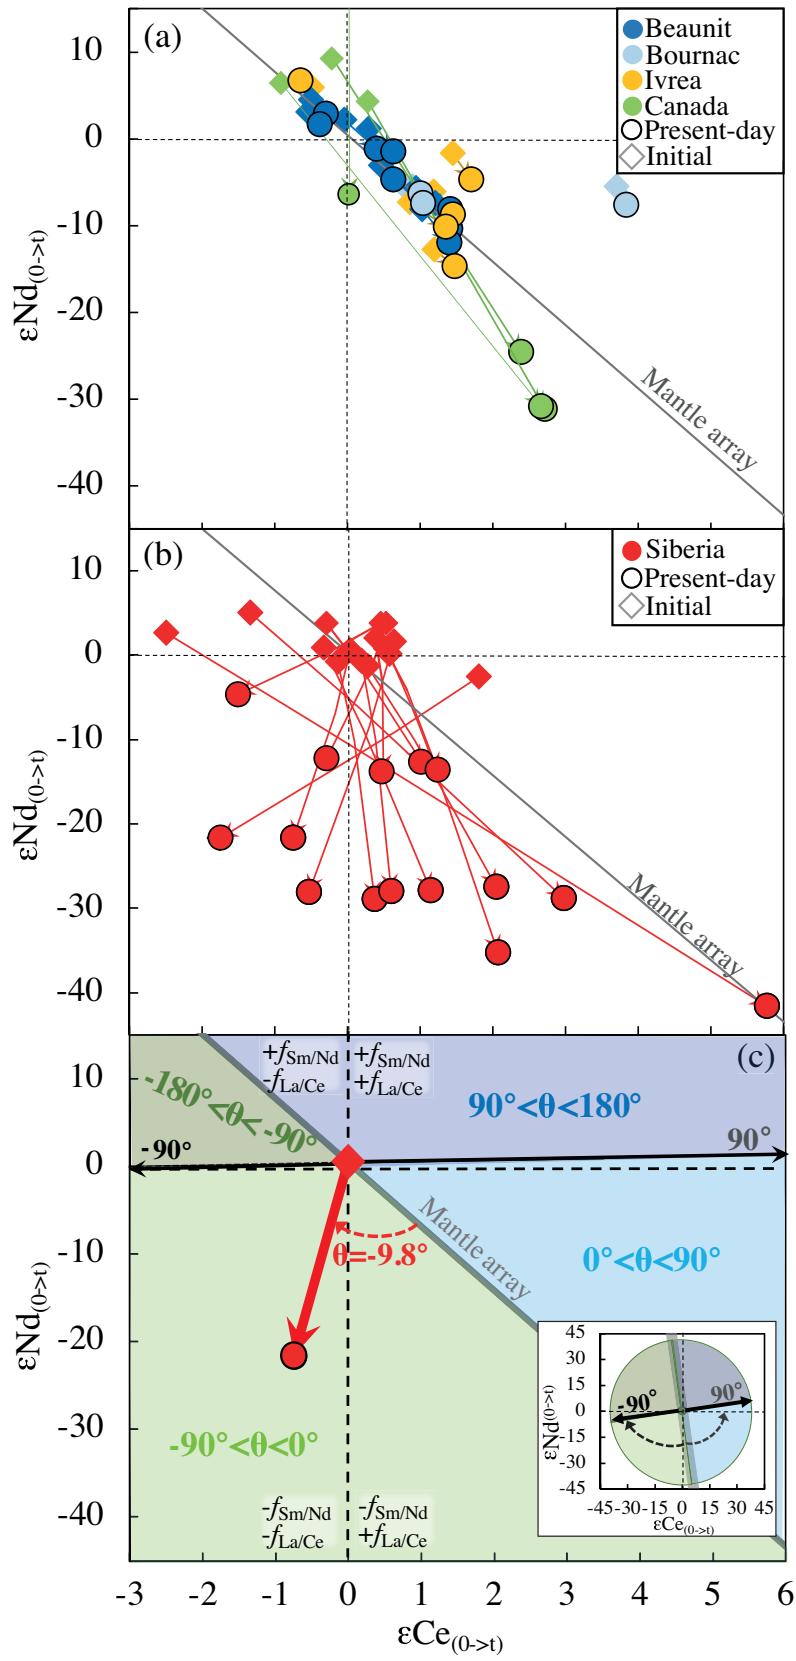 (a)
Beaunit
Bournac
Ivrea
Canada
Present-day
Initial
10
0
-10
-20
-30
-40
εNd(0->t)
Mantle array
(b)
Siberia
Present-day
Initial
10
0
-10
-20
-30
-40
εNd(0->t)
Mantle array
(c)
+fSm/Nd +fSm/Nd
-fLa/Ce +fLa/Ce
-180°<θ<-90°
90°<θ<180°
-90°
90°
10
0
-10
-20
-30
-40
εNd(0->t)
Mantle array
θ=-9.8°
0°<θ<90°
-90°<θ<0°
-fSm/Nd -fSm/Nd
-fLa/Ce +fLa/Ce
45
30
15
0
-15
-30
-45
εNd(0->t)
-90°
90°
-45 -30 -15 0 15 30 45
εCe(0->t)
-3 -2 -1 0 1 2 3 4 5 6
εCe(0->t)